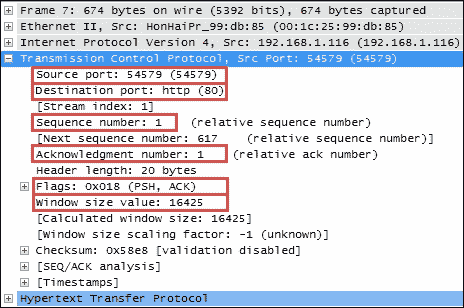 Frame 7: 674 bytes on wire (5392 bits), 674 bytes captured
Ethernet II, Src: HonHaiPr_99:db:85 (00:1c:25:99:db:85)
Internet Protocol Version 4, Src: 192.168.1.116 (192.168.1.116)
Transmission Control Protocol, Src Port: 54579 (54579)
Source port: 54579 (54579)
Destination port: http (80)
[Stream index: 1]
Sequence number: 1 (relative sequence number)
[Next sequence number: 617 (relative sequence number)]
Acknowledgment number: 1 (relative ack number)
Header length: 20 bytes
Flags: 0x018 (PSH, ACK)
Window size value: 16425
[Calculated window size: 16425]
[Window size scaling factor: -1 (unknown)]
Checksum: 0x58e8 [validation disabled]
[SEQ/ACK analysis]
[Timestamps]
Hypertext Transfer Protocol